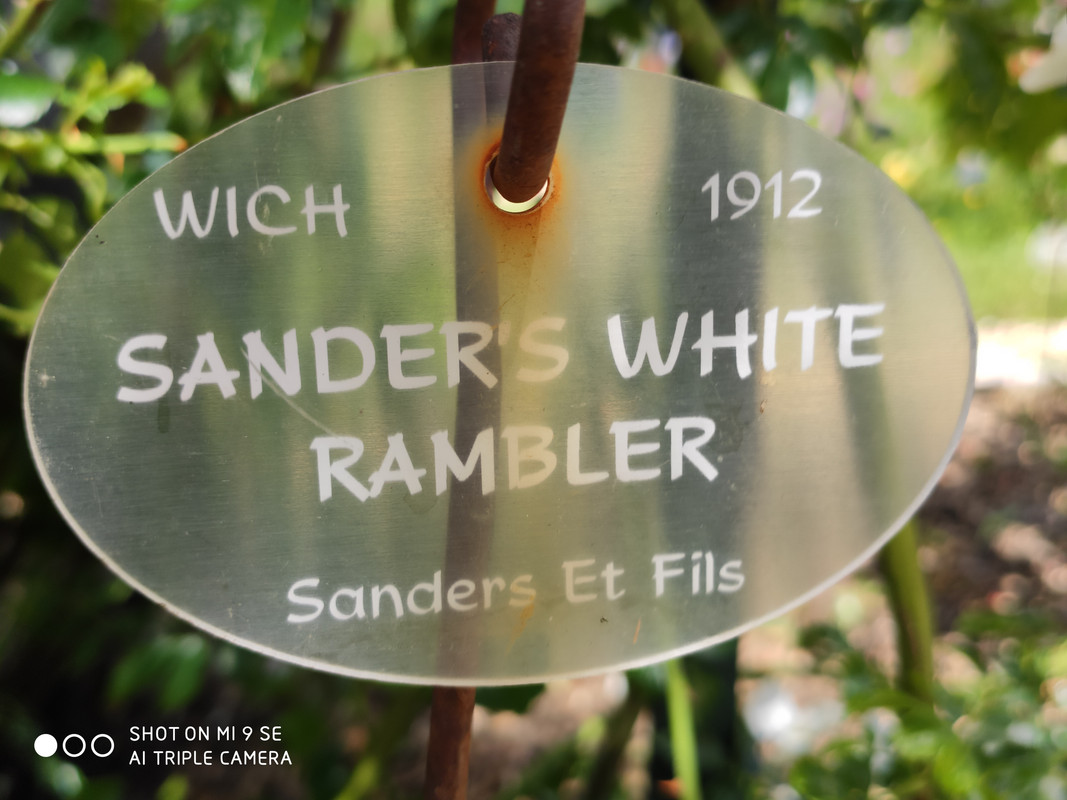 WICH 1912
SANDER'S WHITE
RAMBLER
Sanders Et Fils
SHOT ON MI 9 SE
AI TRIPLE CAMERA